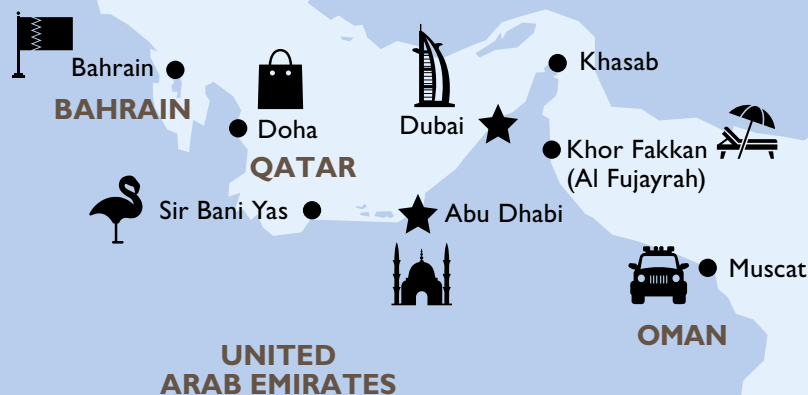 Bahrain
BAHRAIN
Doha
QATAR
Dubai
Khasab
Khor Fakkan
(Al Fujayrah)
Sir Bani Yas
Abu Dhabi
Muscat
OMAN
UNITED
ARAB EMIRATES